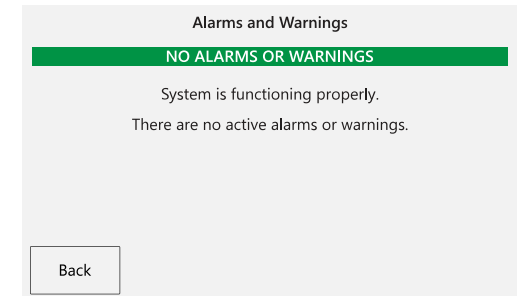 Alarms and Warnings
NO ALARMS OR WARNINGS
System is functioning properly.
There are no active alarms or warnings.
Back